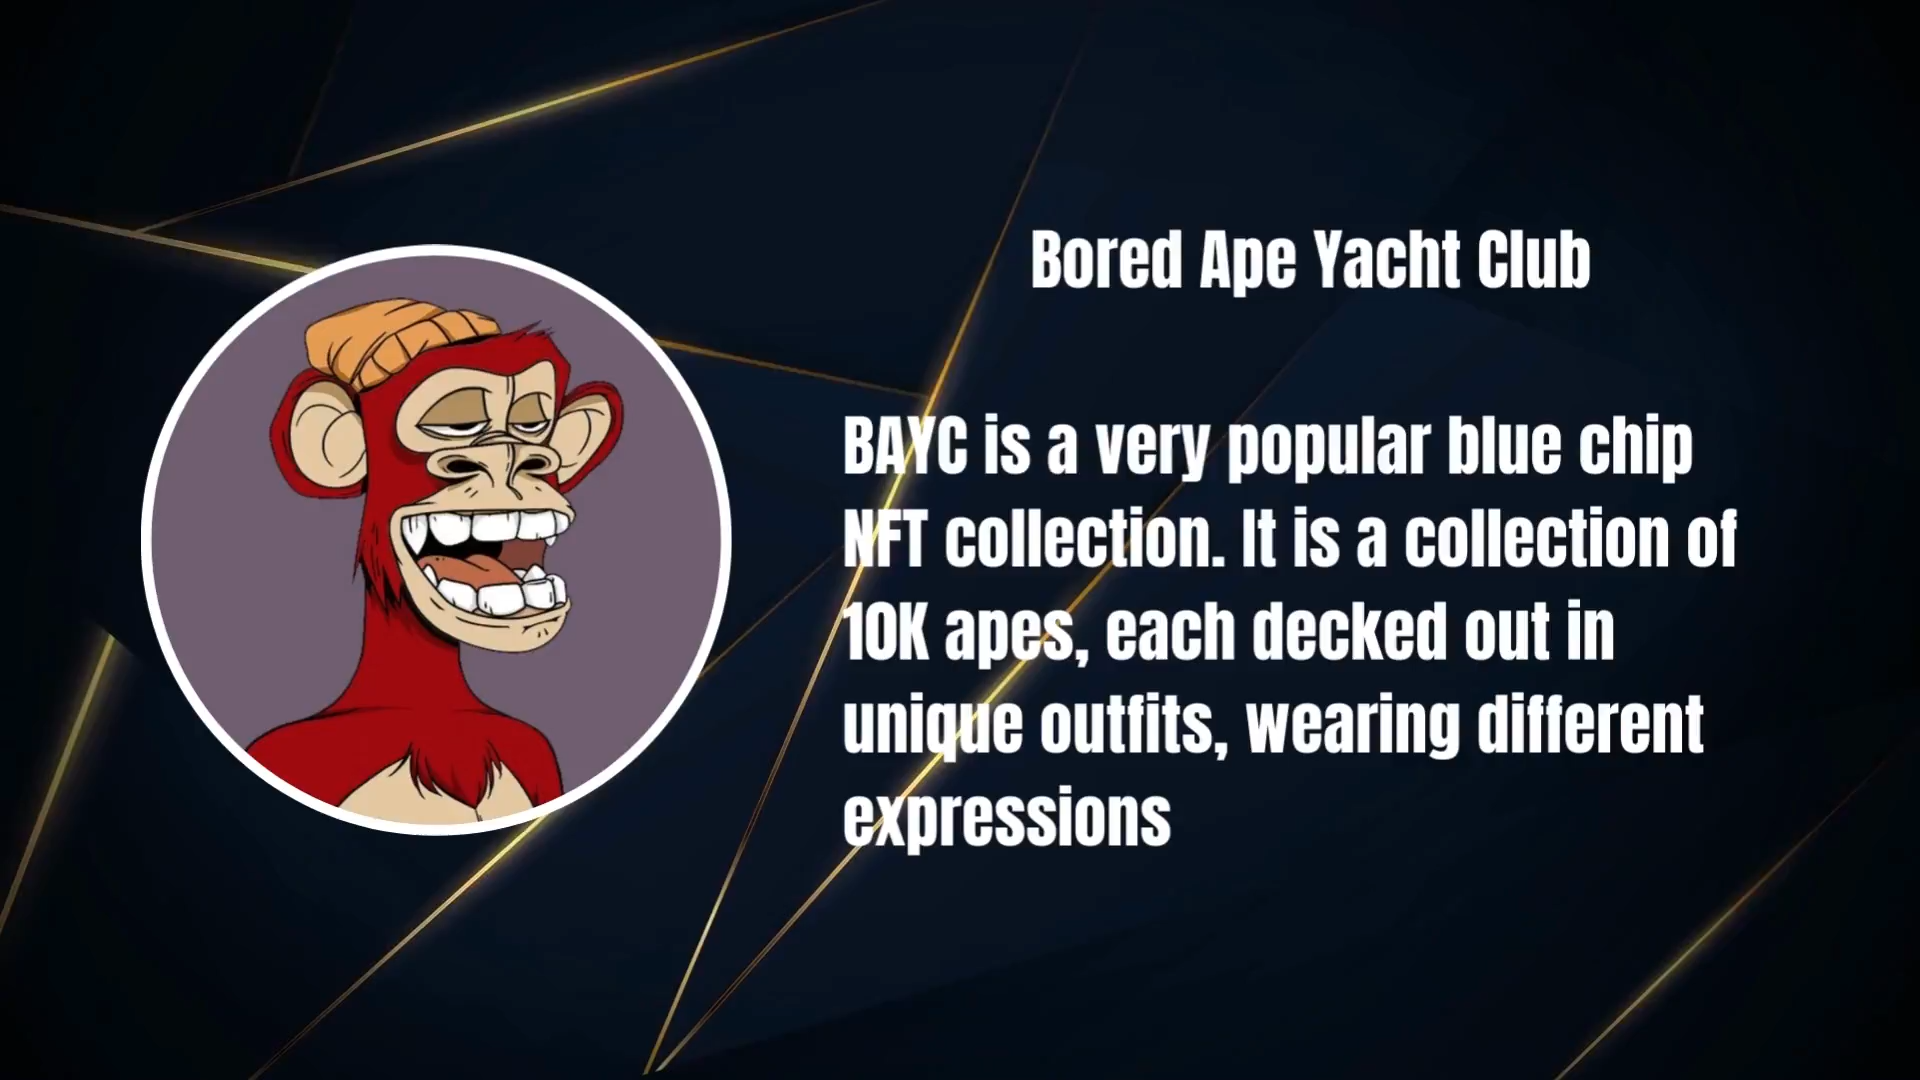 Bored Ape Yacht Club
BAYC is a very popular blue chip
NFT collection. It is a collection of
10K apes, each decked out in
unique outfits, wearing different
expressions